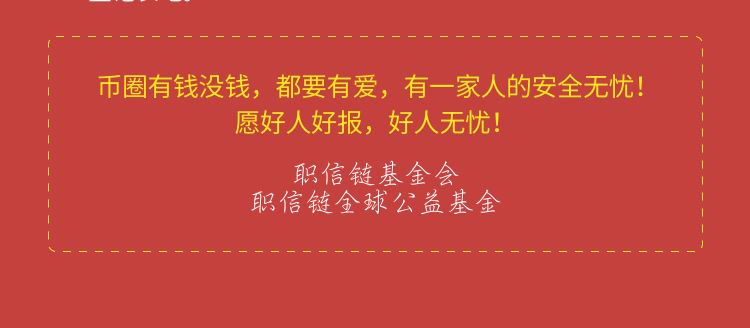 币圈有钱没钱，都要有爱，有一家人的安全无忧！
愿好人好报，好人无忧！
职信链基金会
职信链全球公益基金